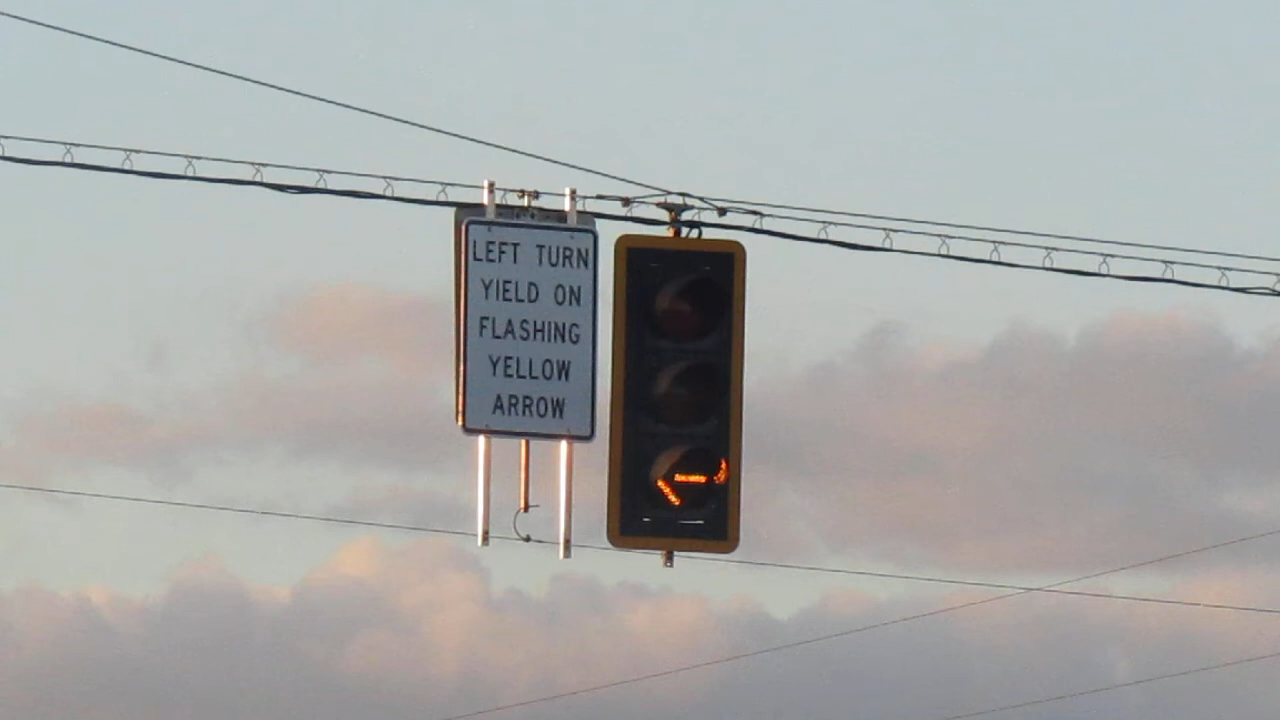 LEFT TURN
YIELD ON
FLASHING
YELLOW
ARROW